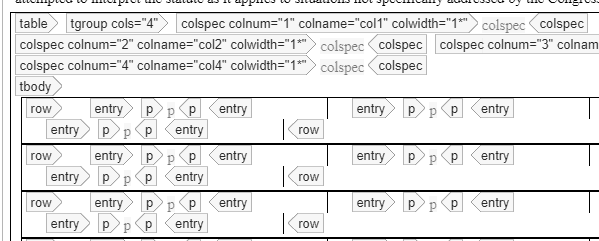 attempted to interpret the statute as it applies to situations not specifically addressed by the Congres
table tgroup cols="4" colspec colnum="1" colname="col1" colwidth="1*" colspec colspec
colspec colnum="2" colname="col2" colwidth="1*" colspec colspec colspec colnum="3" colnam
colspec colnum="4" colname="col4" colwidth="1*" colspec colspec
tbody
row entry p p p entry entry p p p entry
entry p p p entry row
row entry p p p entry entry p p p entry
entry p p p entry row
row entry p p p entry entry p p p entry
entry p p p entry row